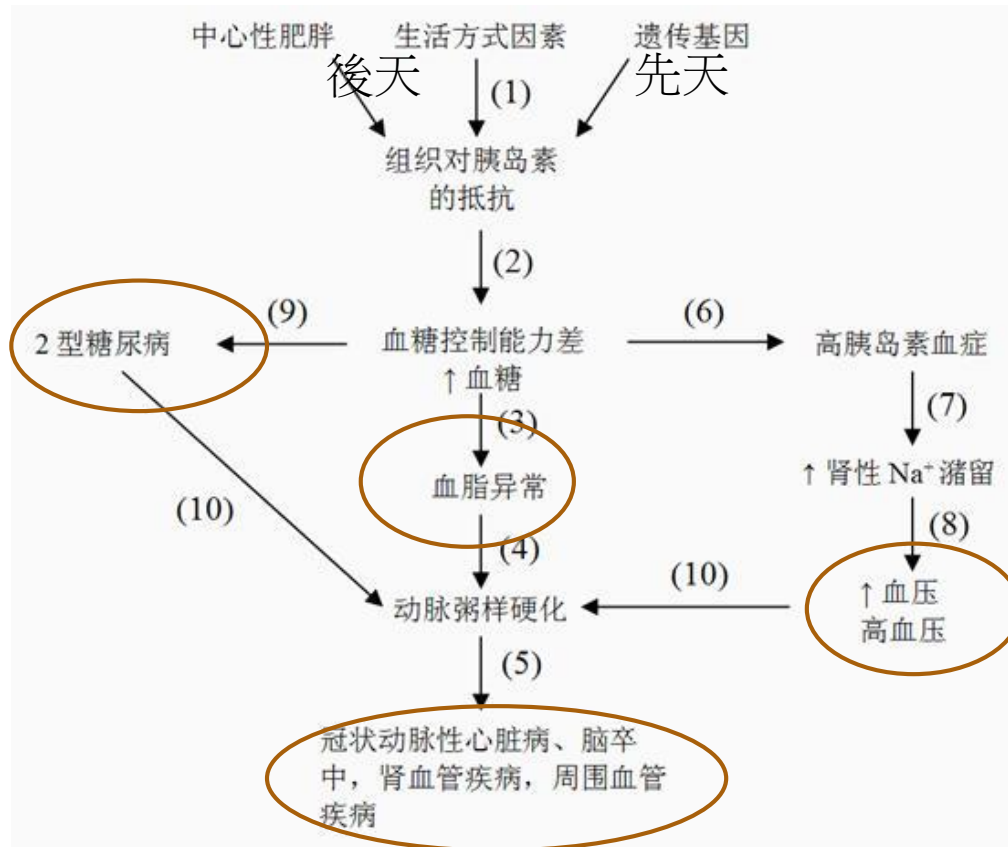 中心性肥胖 生活方式因素 遗传基因
後天 先天
(1)
组织对胰岛素
的抵抗
(2)
(9) (6)
2 型糖尿病 血糖控制能力差 高胰岛素血症
↑ 血糖
(3) (7)
血脂异常 ↑ 肾性 Na⁺ 潴留
(10) (4) (8)
(10) ↑ 血压
动脉粥样硬化 高血压
(5)
冠状动脉性心脏病、脑卒
中，肾血管疾病，周围血管
疾病